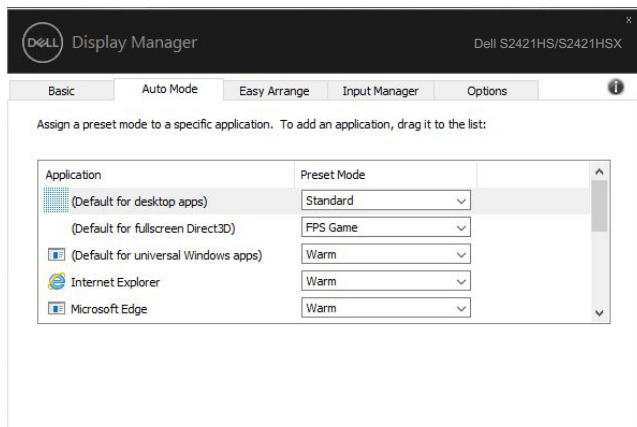 x
DELL Display Manager Dell S2421HS/S2421HSX
Basic Auto Mode Easy Arrange Input Manager Options i
Assign a preset mode to a specific application. To add an application, drag it to the list:
Application Preset Mode
(Default for desktop apps) Standard
(Default for fullscreen Direct3D) FPS Game
(Default for universal Windows apps) Warm
Internet Explorer Warm
Microsoft Edge Warm